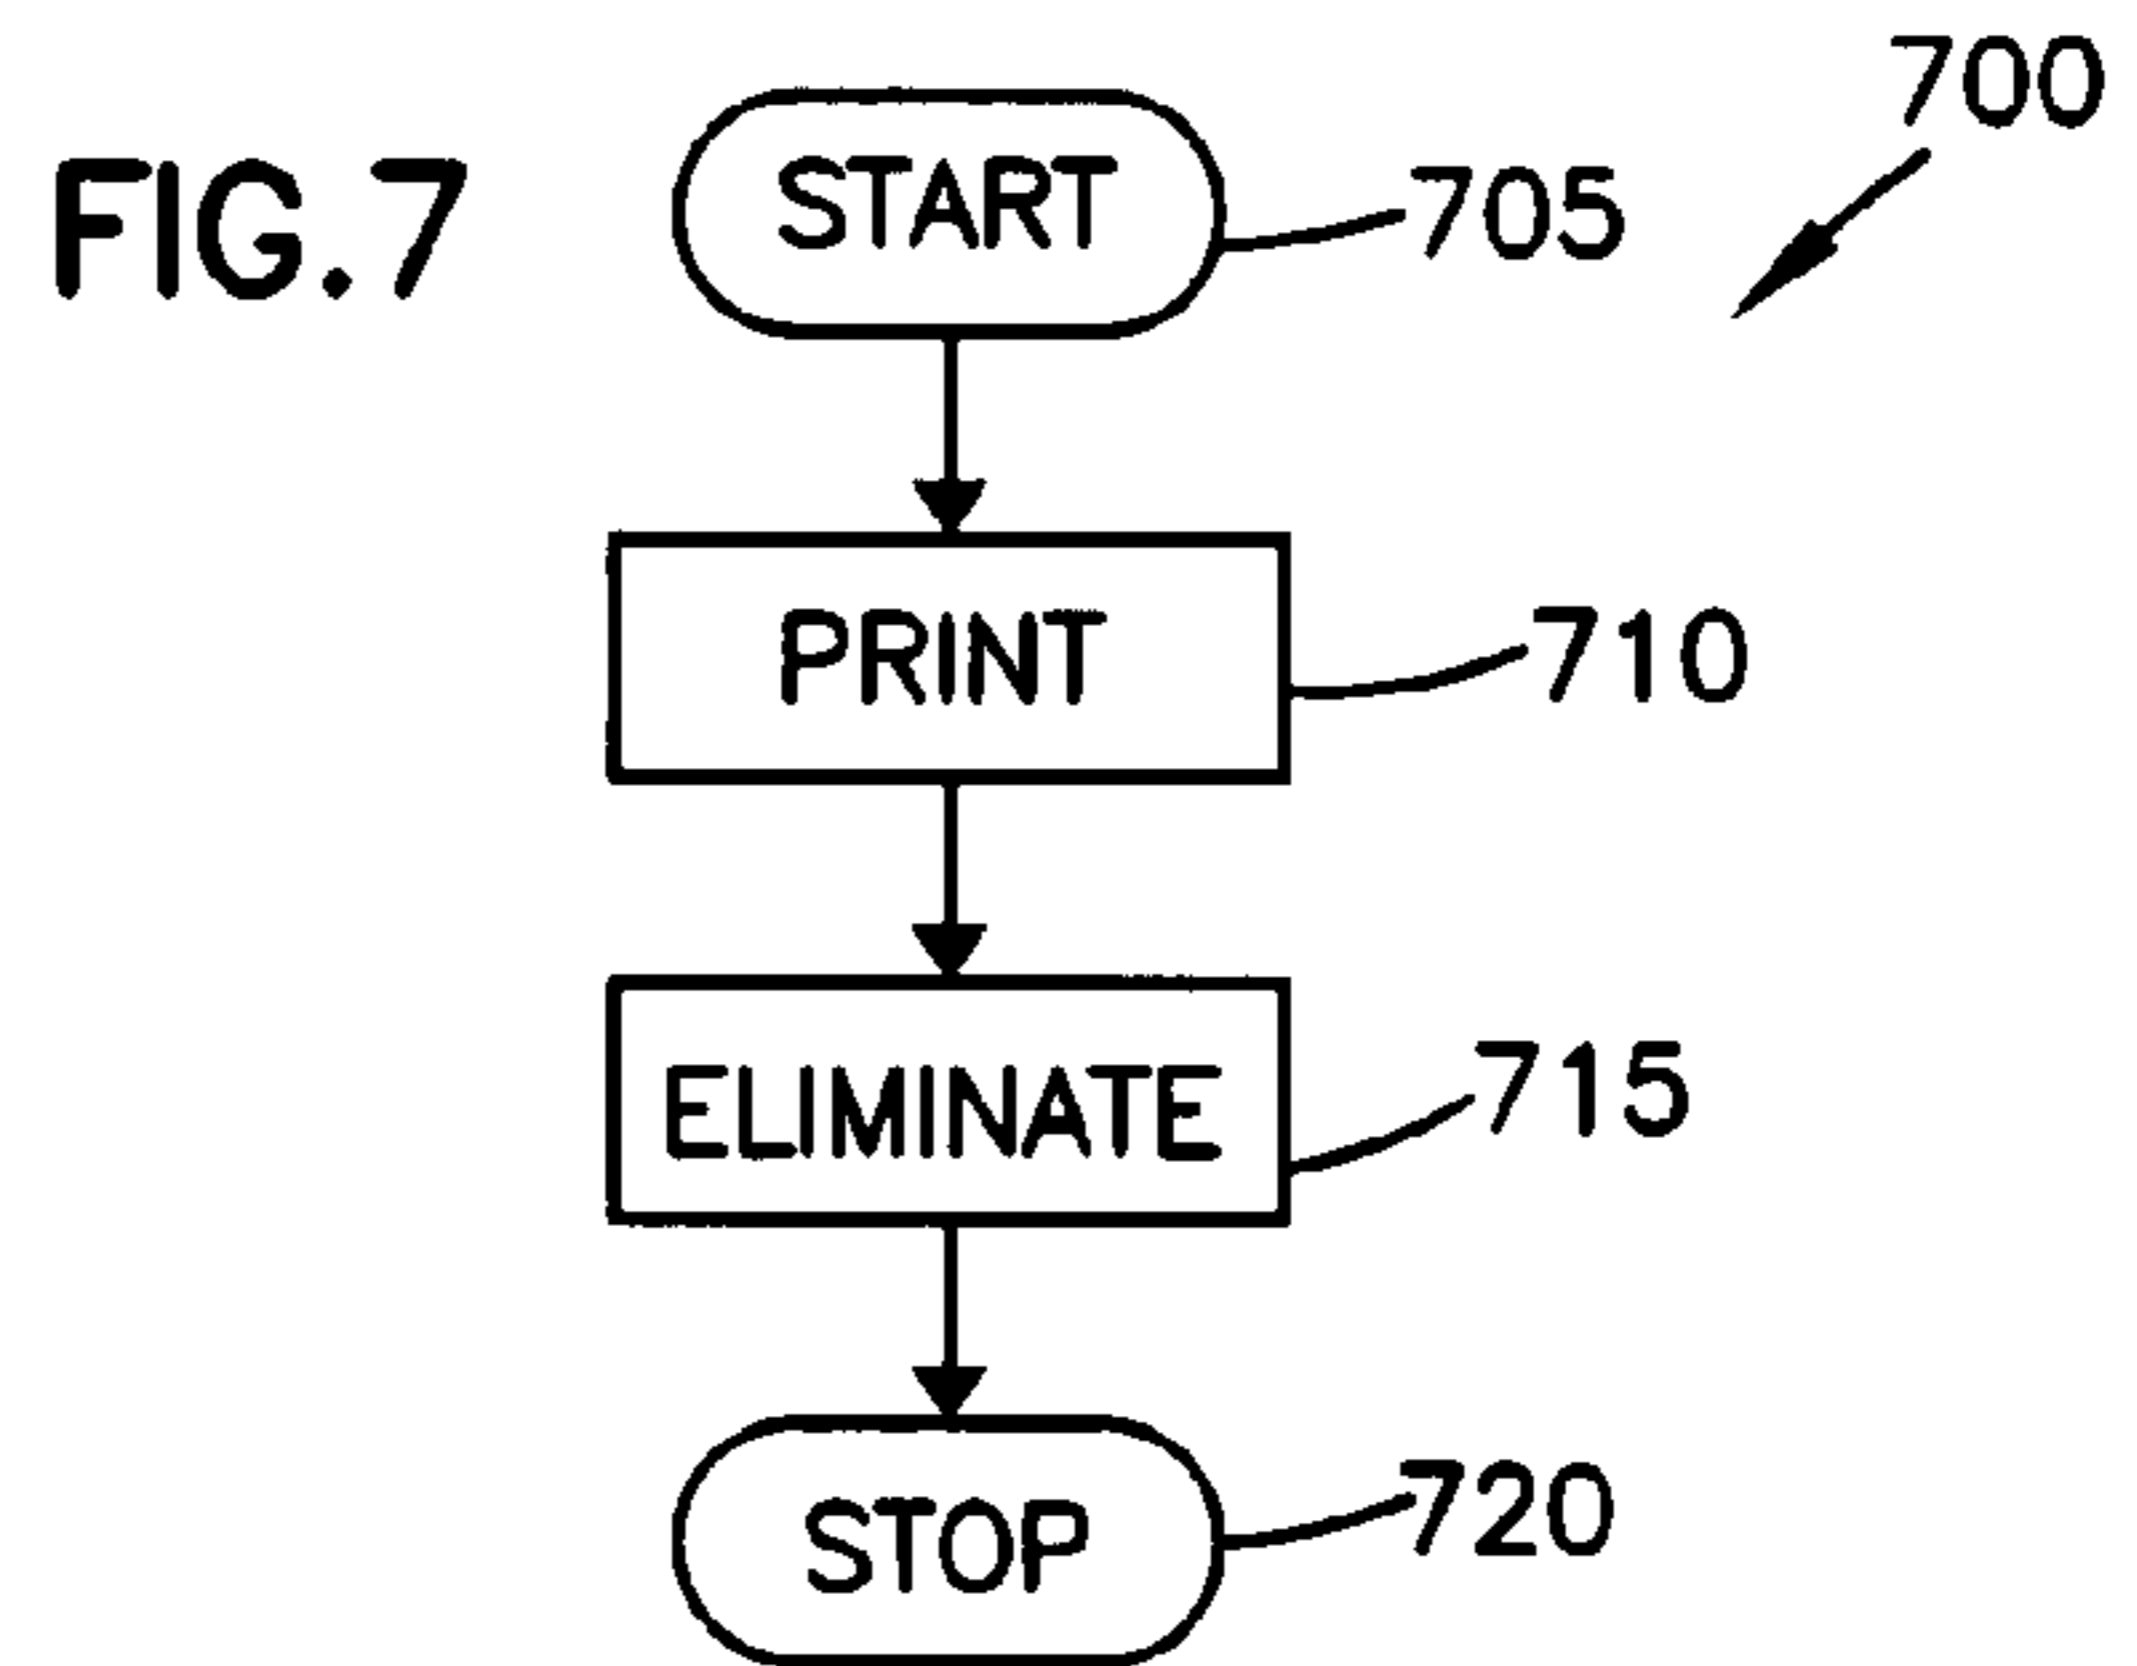 700
FIG.7
START
705
PRINT
710
ELIMINATE
715
STOP
720